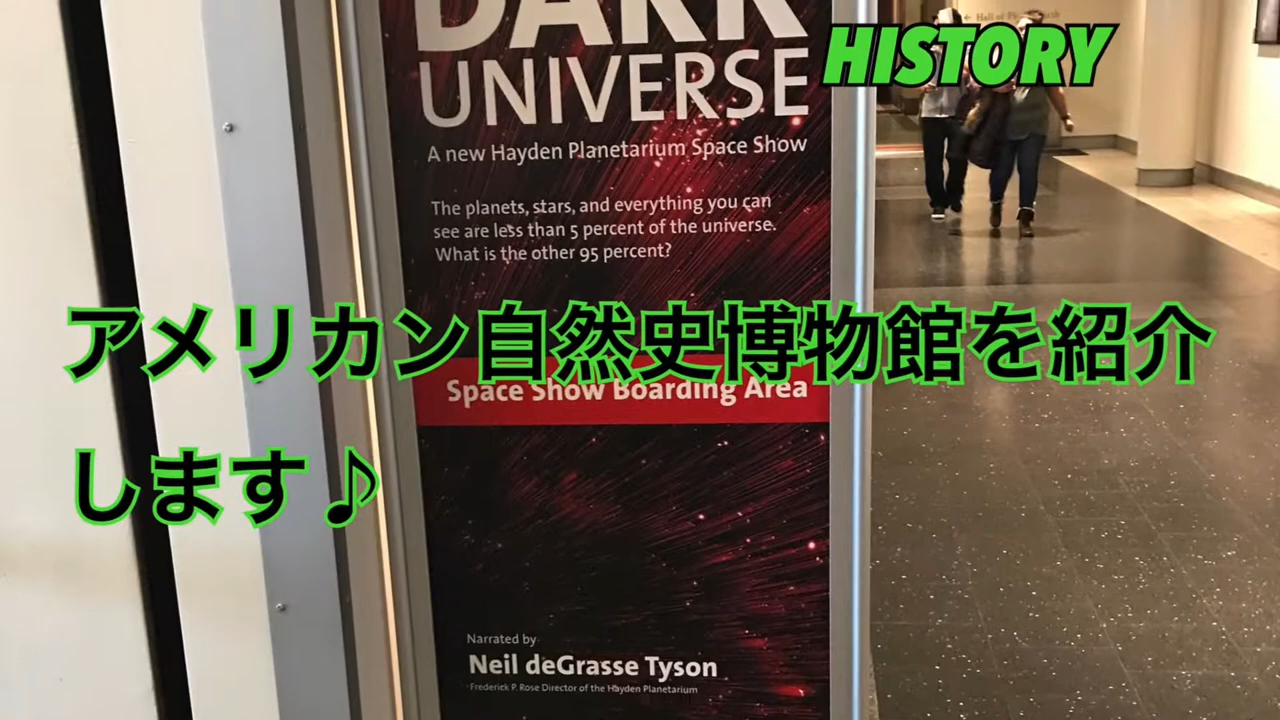 DARK
UNIVERSE
A new Hayden Planetarium Space Show
The planets, stars, and everything you can
see are less than 5 percent of the universe.
What is the other 95 percent?
HISTORY
アメリカン自然史博物館を紹介
します♪
Space Show Boarding Area
Narrated by
Neil deGrasse Tyson
Frederick P. Rose Director of the Hayden Planetarium